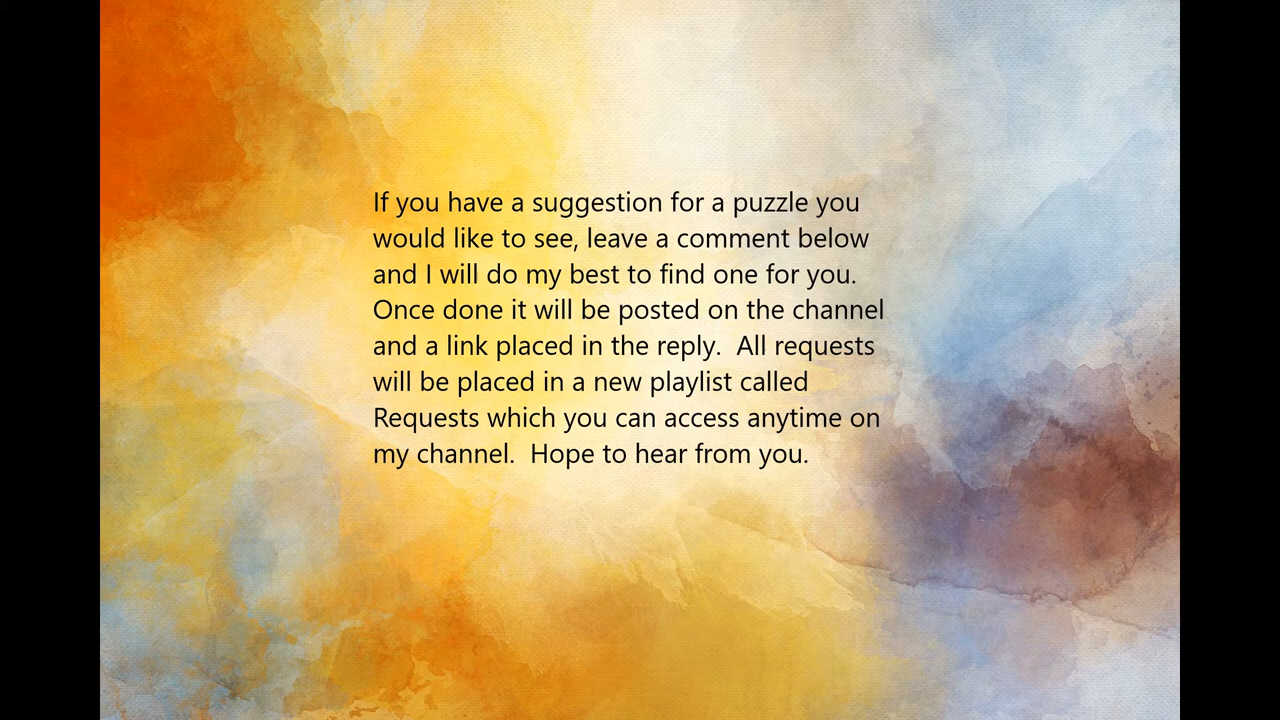 If you have a suggestion for a puzzle you
would like to see, leave a comment below
and I will do my best to find one for you.
Once done it will be posted on the channel
and a link placed in the reply.  All requests
will be placed in a new playlist called
Requests which you can access anytime on
my channel.  Hope to hear from you.